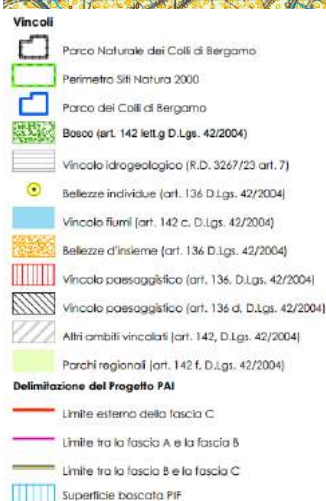 Vincoli
Parco Naturale dei Colli di Bergamo
Perimetro Siti Natura 2000
Parco dei Colli di Bergamo
Bosco (art. 142 lett.g D.Lgs. 42/2004)
Vincolo idrogeologico (R.D. 3267/23 art. 7)
Bellezze individue (art. 136 D.Lgs. 42/2004)
Vincolo fiumi (art. 142 c, D.Lgs. 42/2004)
Bellezze d'insieme (art. 136 D.Lgs. 42/2004)
Vincolo paesaggistico (art. 136, D.Lgs. 42/2004)
Vincolo paesaggistico (art. 136 d, D.Lgs. 42/2004)
Altri ambiti vincolati (art. 142, D.Lgs. 42/2004)
Parchi regionali (art. 142 f, D.Lgs. 42/2004)
Delimitazione del Progetto PAI
Limite esterno della fascia C
Limite tra la fascia A e la fascia B
Limite tra la fascia B e la fascia C
Superficie boscata PIF